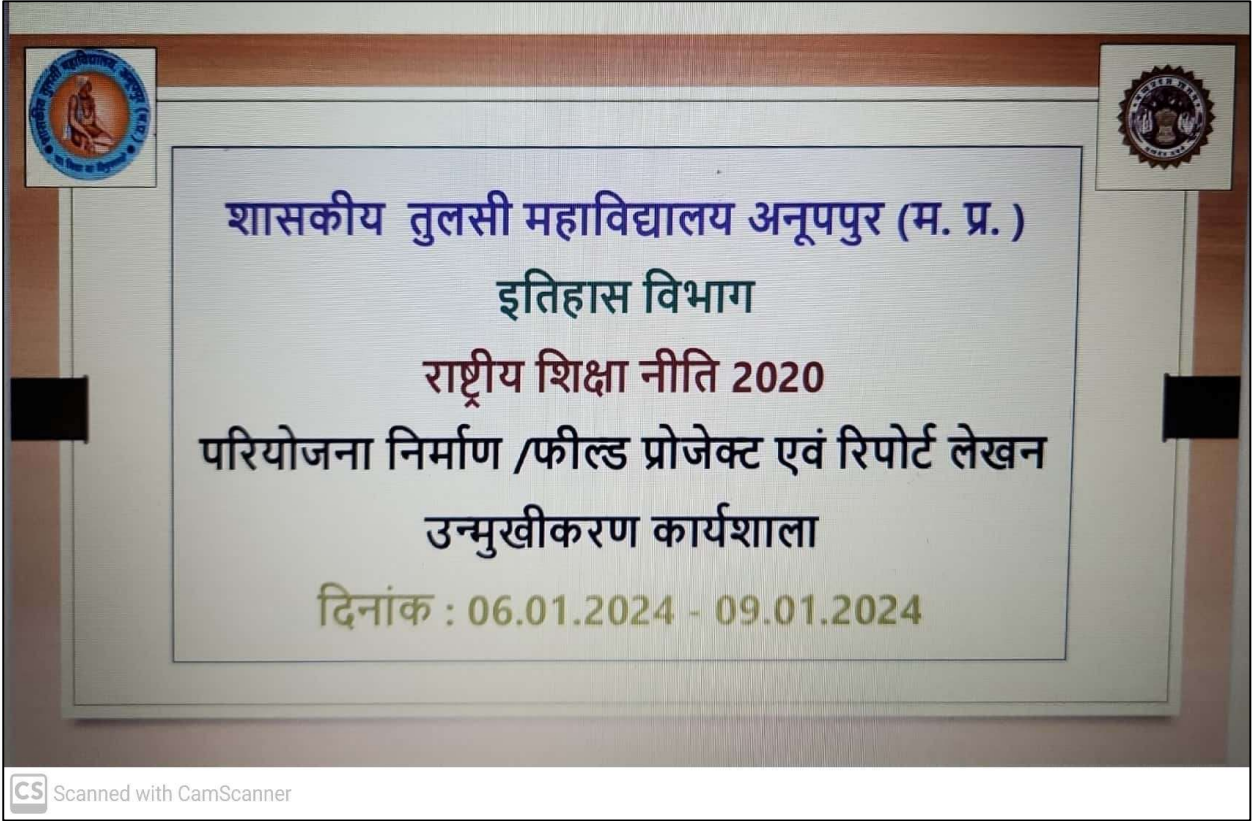 शासकीय तुलसी महाविद्यालय अनूपपुर (म. प्र. )
इतिहास विभाग
राष्ट्रीय शिक्षा नीति 2020
परियोजना निर्माण /फील्ड प्रोजेक्ट एवं रिपोर्ट लेखन
उन्मुखीकरण कार्यशाला
दिनांक : 06.01.2024 - 09.01.2024
CS Scanned with CamScanner